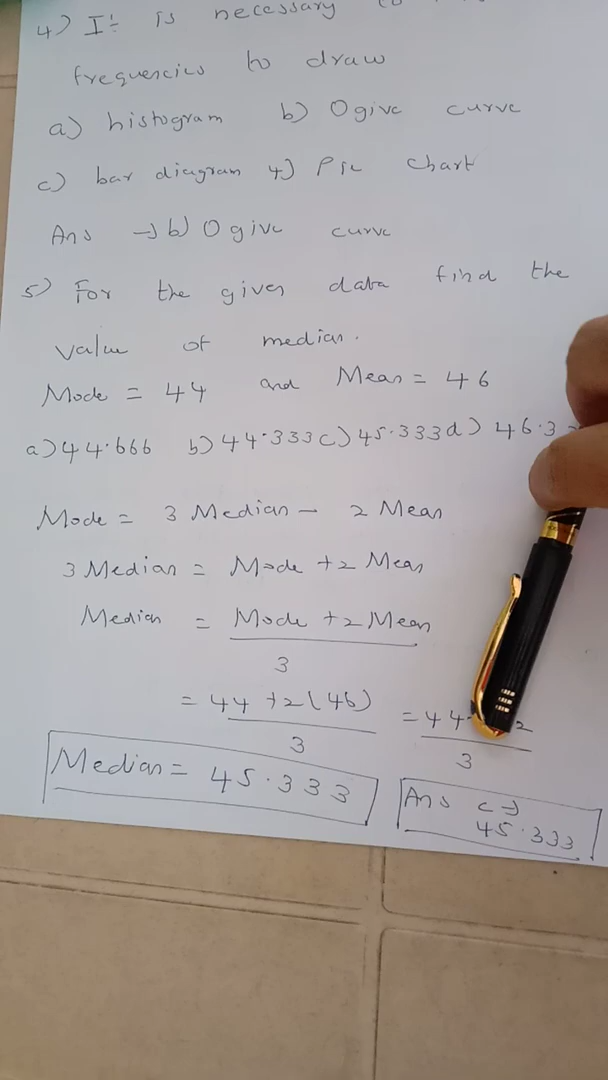 4) It is necessary
frequencies to draw
a) histogram b) Ogive curve
c) bar diagram 4) Pie chart
Ans → b) Ogive curve
5) For the given data find the
value of median.
Mode = 44 and Mean = 46
a) 44.666 b) 44.333 c) 45.333 d) 46.3
Mode = 3 Median - 2 Mean
3 Median = Mode + 2 Mean
Median = Mode + 2 Mean
3
= 44 + 2(46) = 44 2
3 3
Median = 45.333
Ans c →
45.333